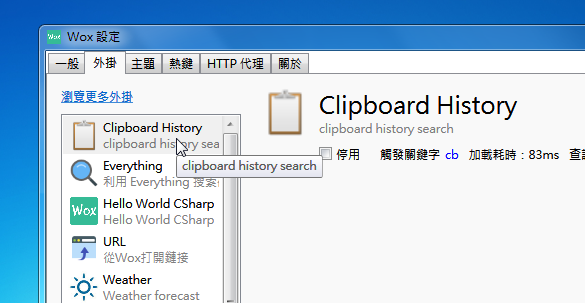 Wox 設定
一般 外掛 主題 熱鍵 HTTP 代理 關於
瀏覽更多外掛
Clipboard History
clipboard history sea
Everything
利用 Everything 搜索
Wox
Hello World CSharp
Hello World CSharp
URL
從Wox打開鏈接
Weather
Weather forecast
clipboard history search
Clipboard History
clipboard history search
停用 觸發關鍵字 cb 加載耗時：83ms 查